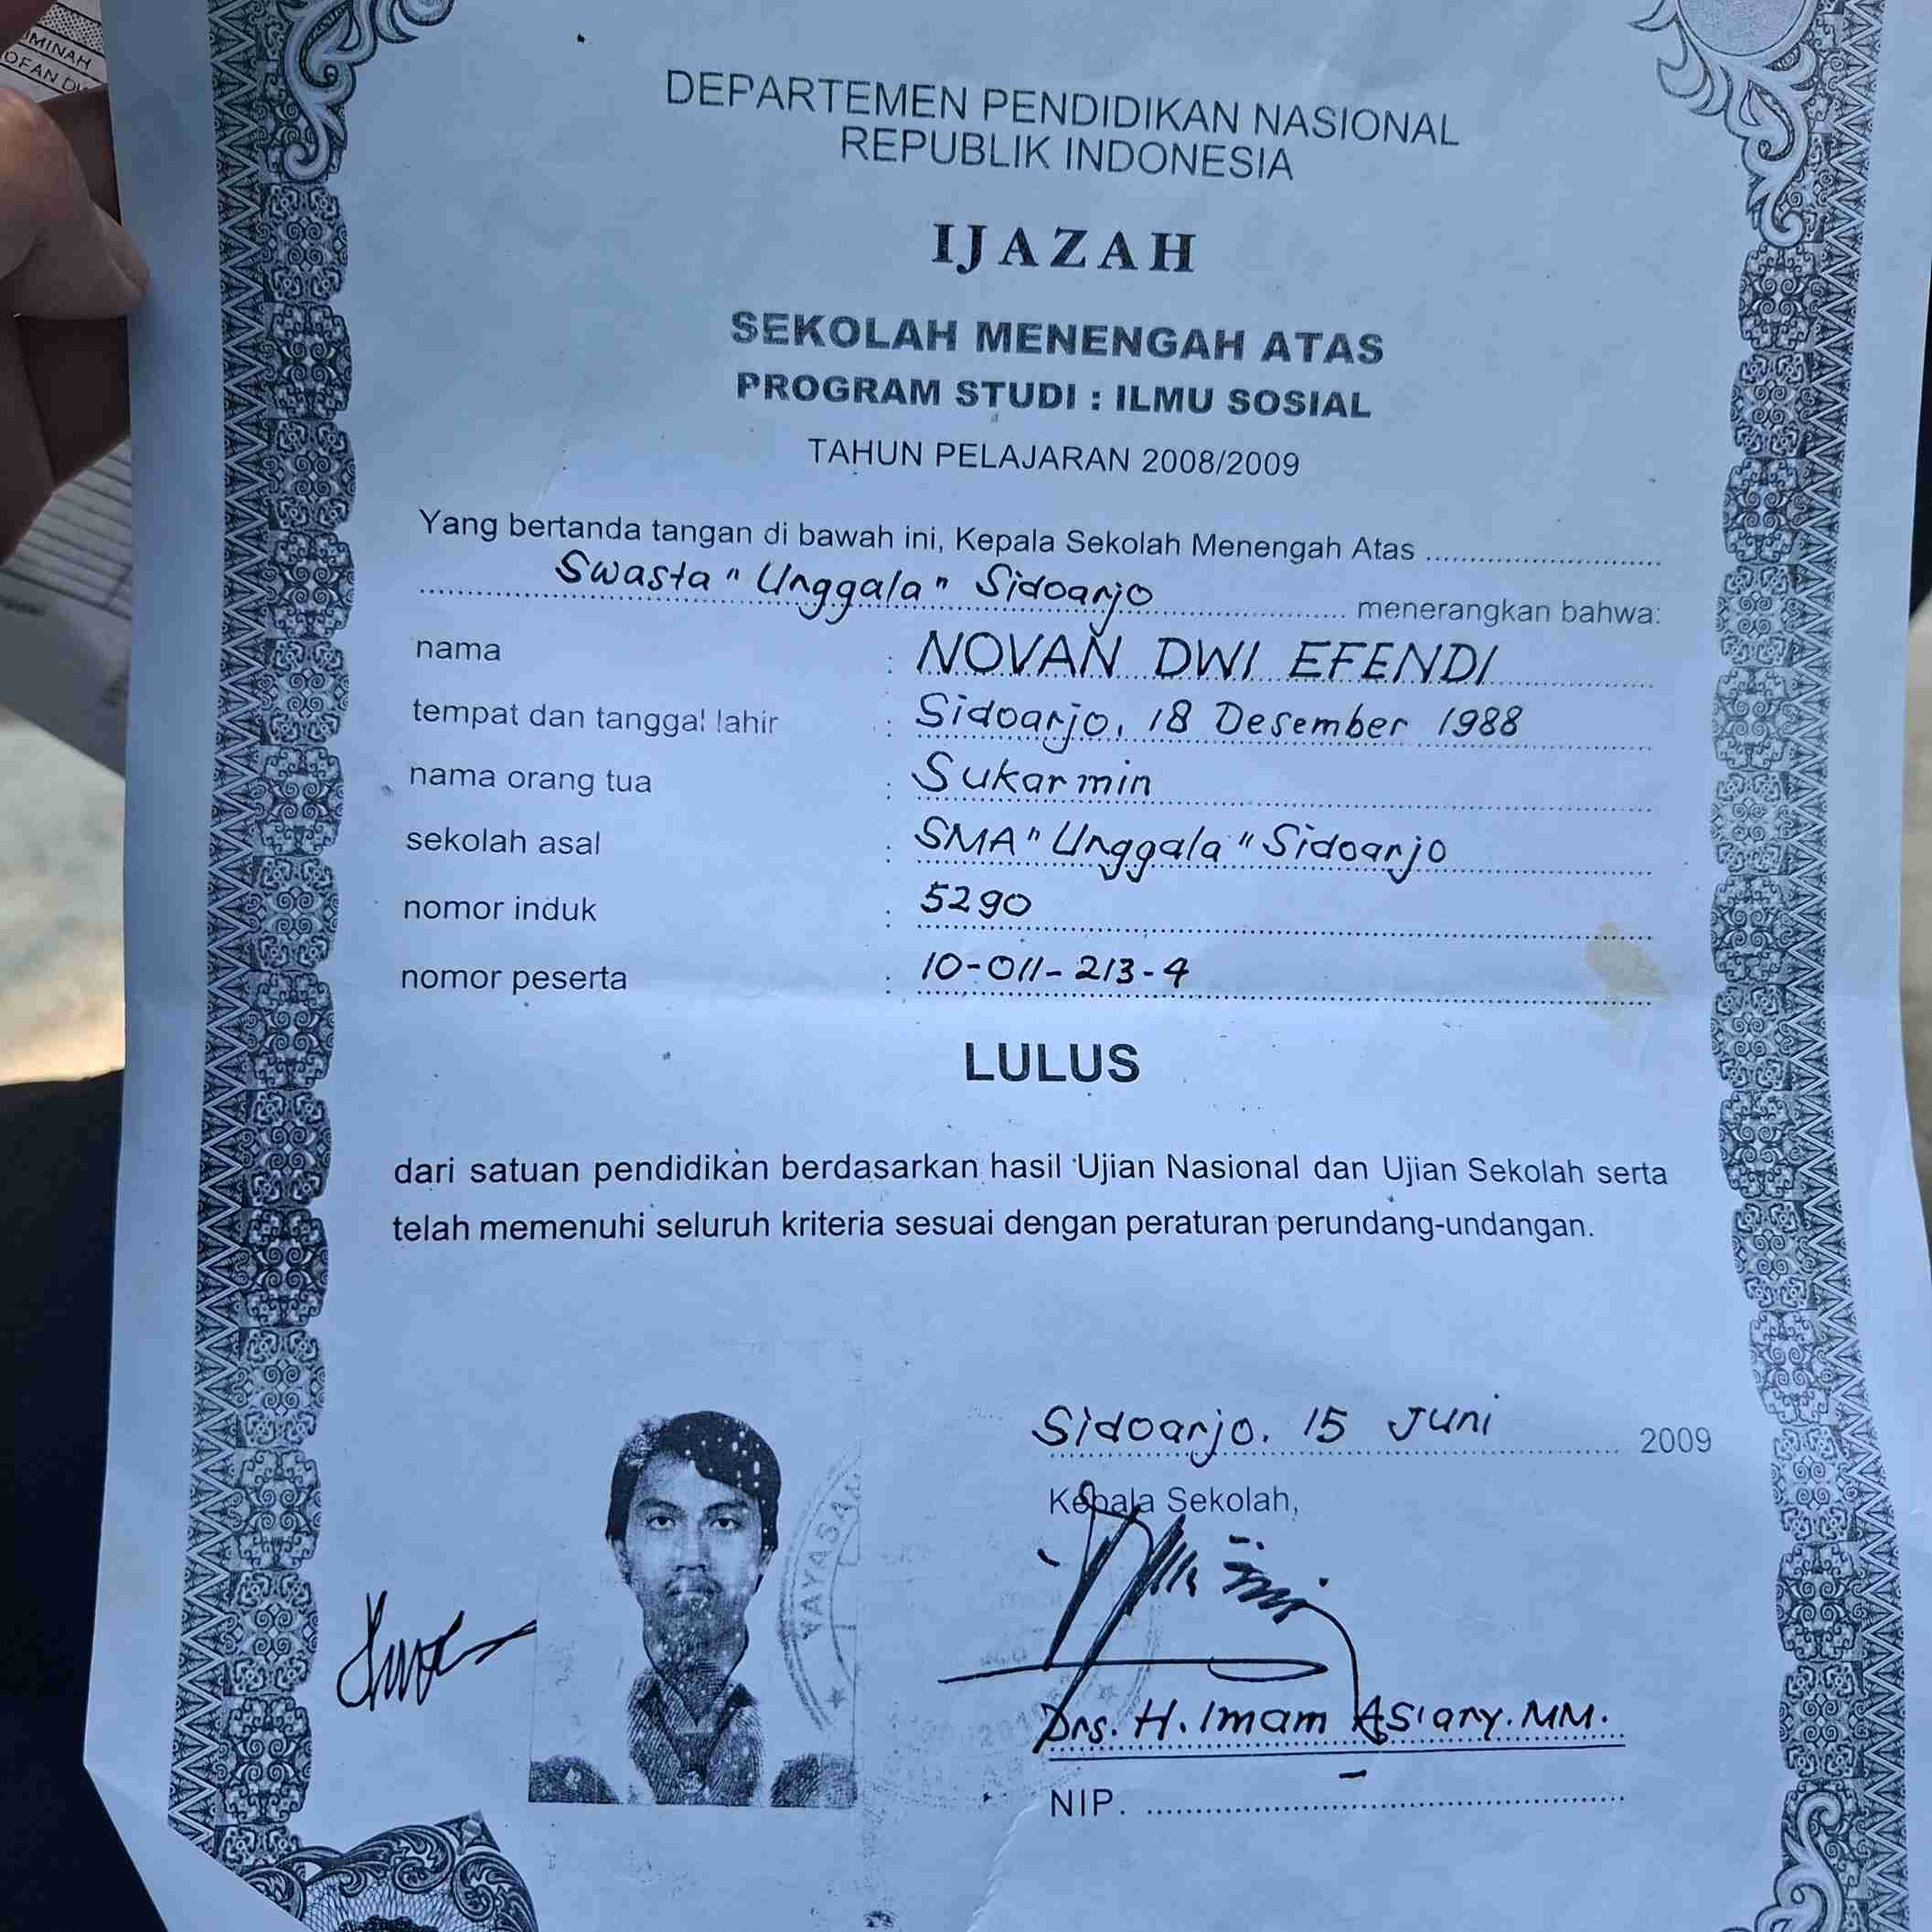 MINAH
OFAN
DEPARTEMEN PENDIDIKAN NASIONAL
REPUBLIK INDONESIA
IJAZAH
SEKOLAH MENENGAH ATAS
PROGRAM STUDI : ILMU SOSIAL
TAHUN PELAJARAN 2008/2009
Yang bertanda tangan di bawah ini, Kepala Sekolah Menengah Atas
Swasta "Unggala" Sidoarjo menerangkan bahwa:
nama : NOVAN DWI EFENDI
tempat dan tanggal lahir : Sidoarjo, 18 Desember 1988
nama orang tua : Sukarmin
sekolah asal : SMA "Unggala" Sidoarjo
nomor induk : 5290
nomor peserta : 10-011-213-4
LULUS
dari satuan pendidikan berdasarkan hasil Ujian Nasional dan Ujian Sekolah serta
telah memenuhi seluruh kriteria sesuai dengan peraturan perundang-undangan.
Sidoarjo. 15 Juni 2009
Kepala Sekolah,
YAYASA
Drs. H. Imam Asiary. MM.
NIP. -